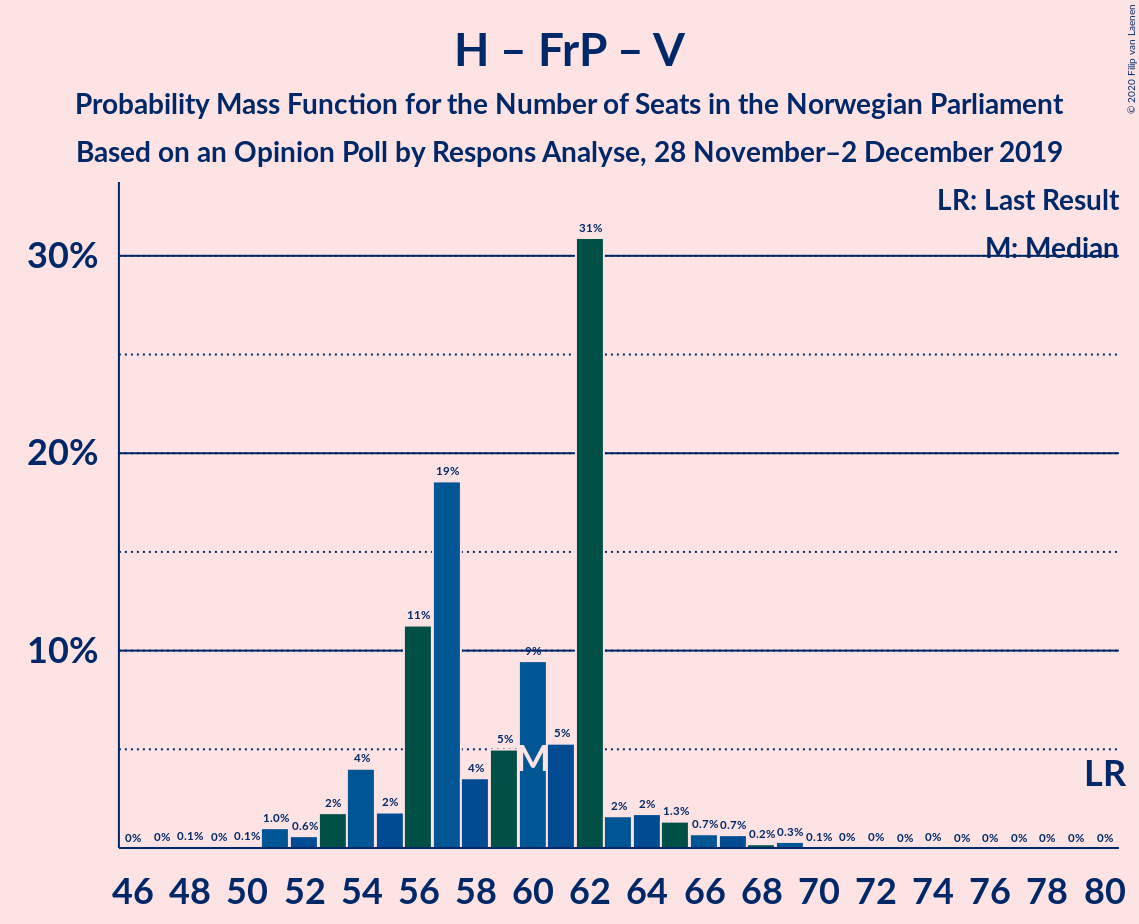 © 2020 Filip van Laenen
H – FrP – V
Probability Mass Function for the Number of Seats in the Norwegian Parliament
Based on an Opinion Poll by Respons Analyse, 28 November–2 December 2019
LR: Last Result
M: Median
30%
20%
10%
0% 0% 0.1% 0% 0.1% 1.0% 0.6% 2% 4% 2% 11% 19% 4% 5% 9% 5% 31% 2% 2% 1.3% 0.7% 0.7% 0.2% 0.3% 0.1% 0% 0% 0% 0% 0% 0% 0% 0% 0% 0%
M
LR
46 48 50 52 54 56 58 60 62 64 66 68 70 72 74 76 78 80